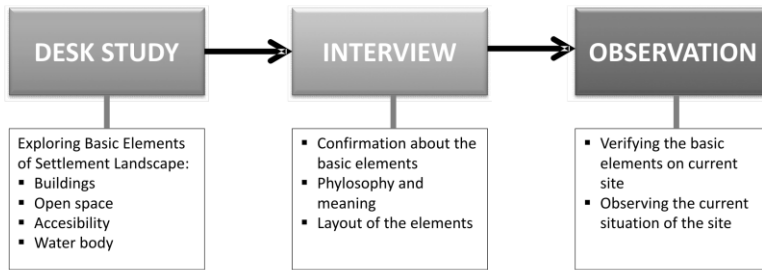 DESK STUDY
INTERVIEW
OBSERVATION
Exploring Basic Elements
of Settlement Landscape:
▪ Buildings
▪ Open space
▪ Accesibility
▪ Water body
▪ Confirmation about the
basic elements
▪ Phylosophy and
meaning
▪ Layout of the elements
▪ Verifying the basic
elements on current
site
▪ Observing the current
situation of the site